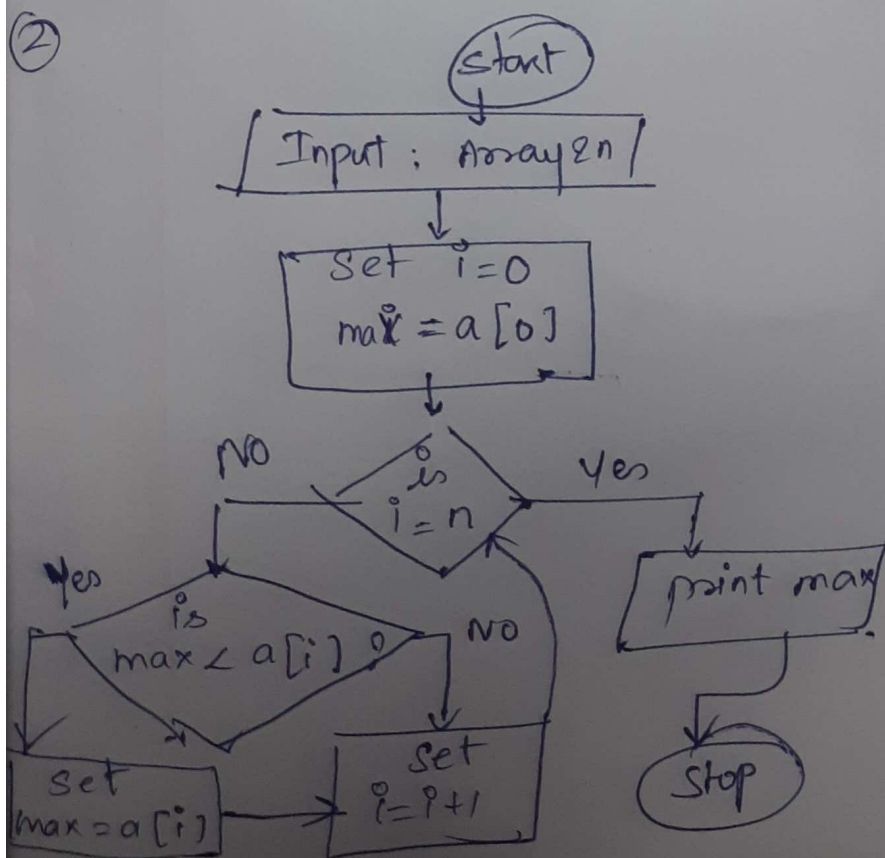 2
Start
Input : Array & n
Set i=0
max = a[0]
NO
is
i=n
Yes
Yes
is
max < a[i] ?
NO
print max
Set
max = a[i]
Set
i=i+1
Stop